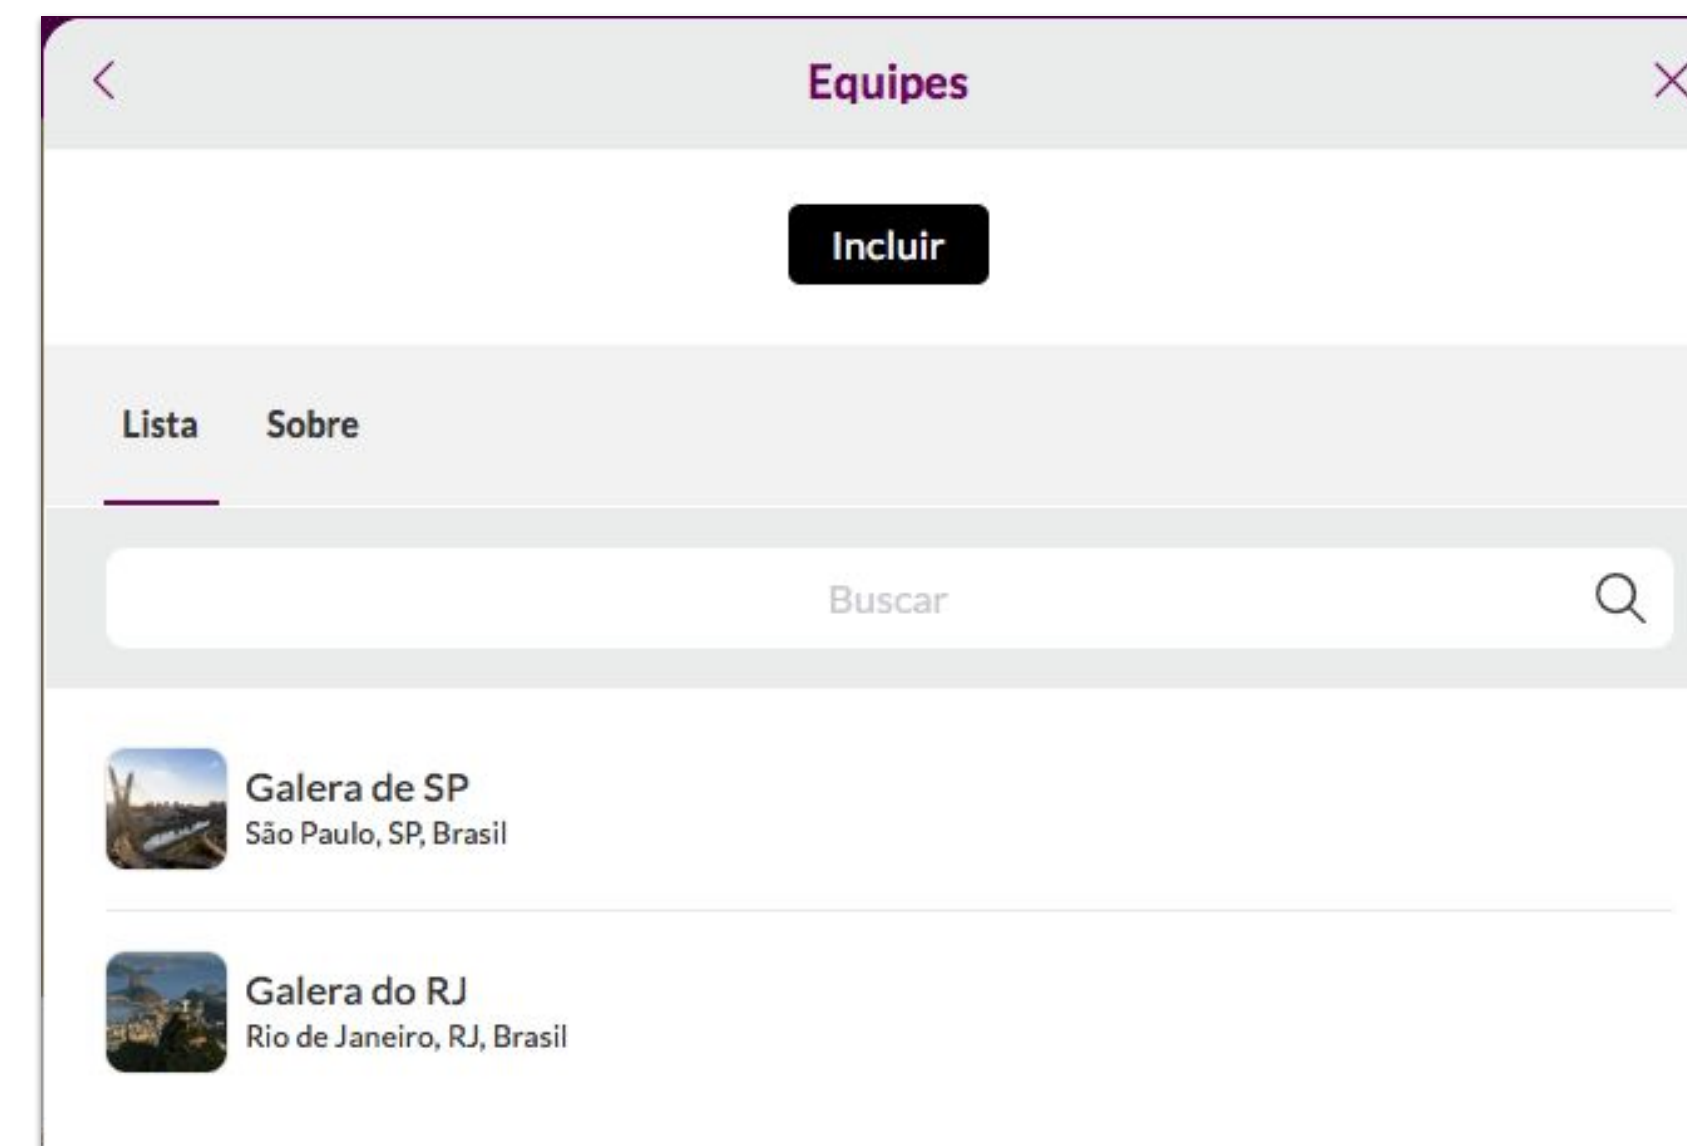 Equipes
Incluir
Lista Sobre
Buscar
Galera de SP
São Paulo, SP, Brasil
Galera do RJ
Rio de Janeiro, RJ, Brasil